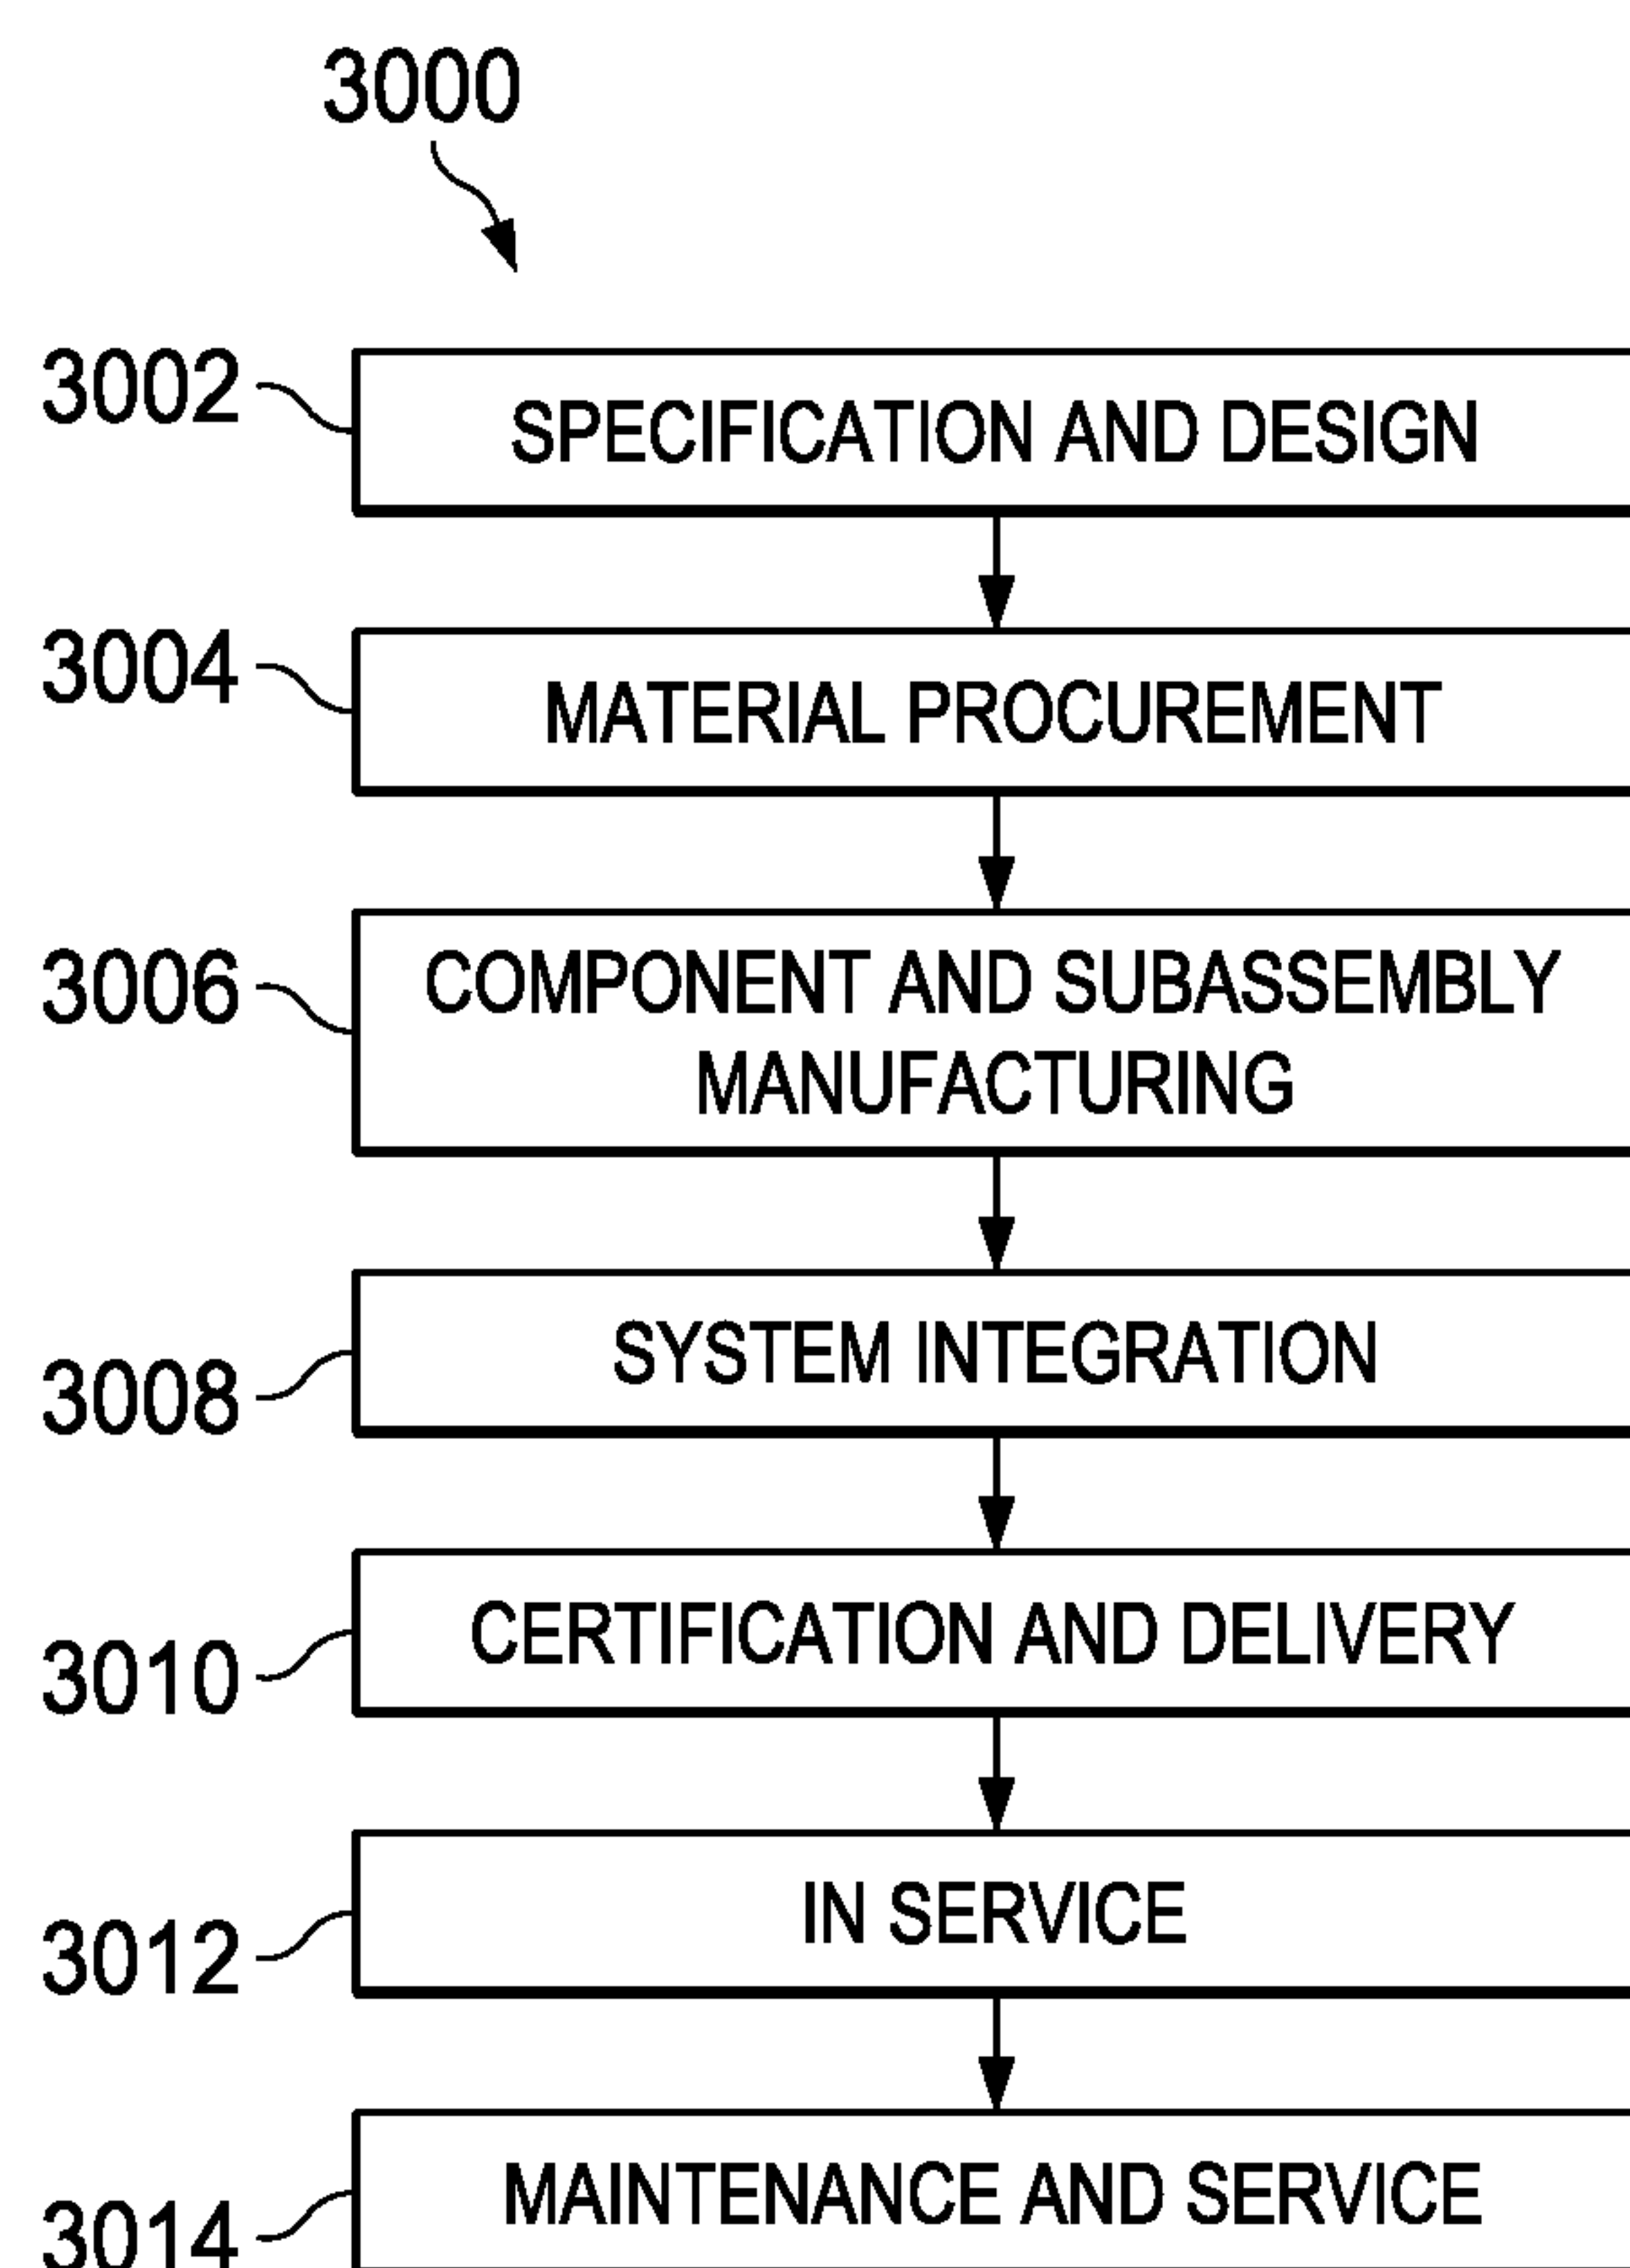 3000
3002
SPECIFICATION AND DESIGN
3004
MATERIAL PROCUREMENT
3006
COMPONENT AND SUBASSEMBLY
MANUFACTURING
3008
SYSTEM INTEGRATION
3010
CERTIFICATION AND DELIVERY
3012
IN SERVICE
3014
MAINTENANCE AND SERVICE